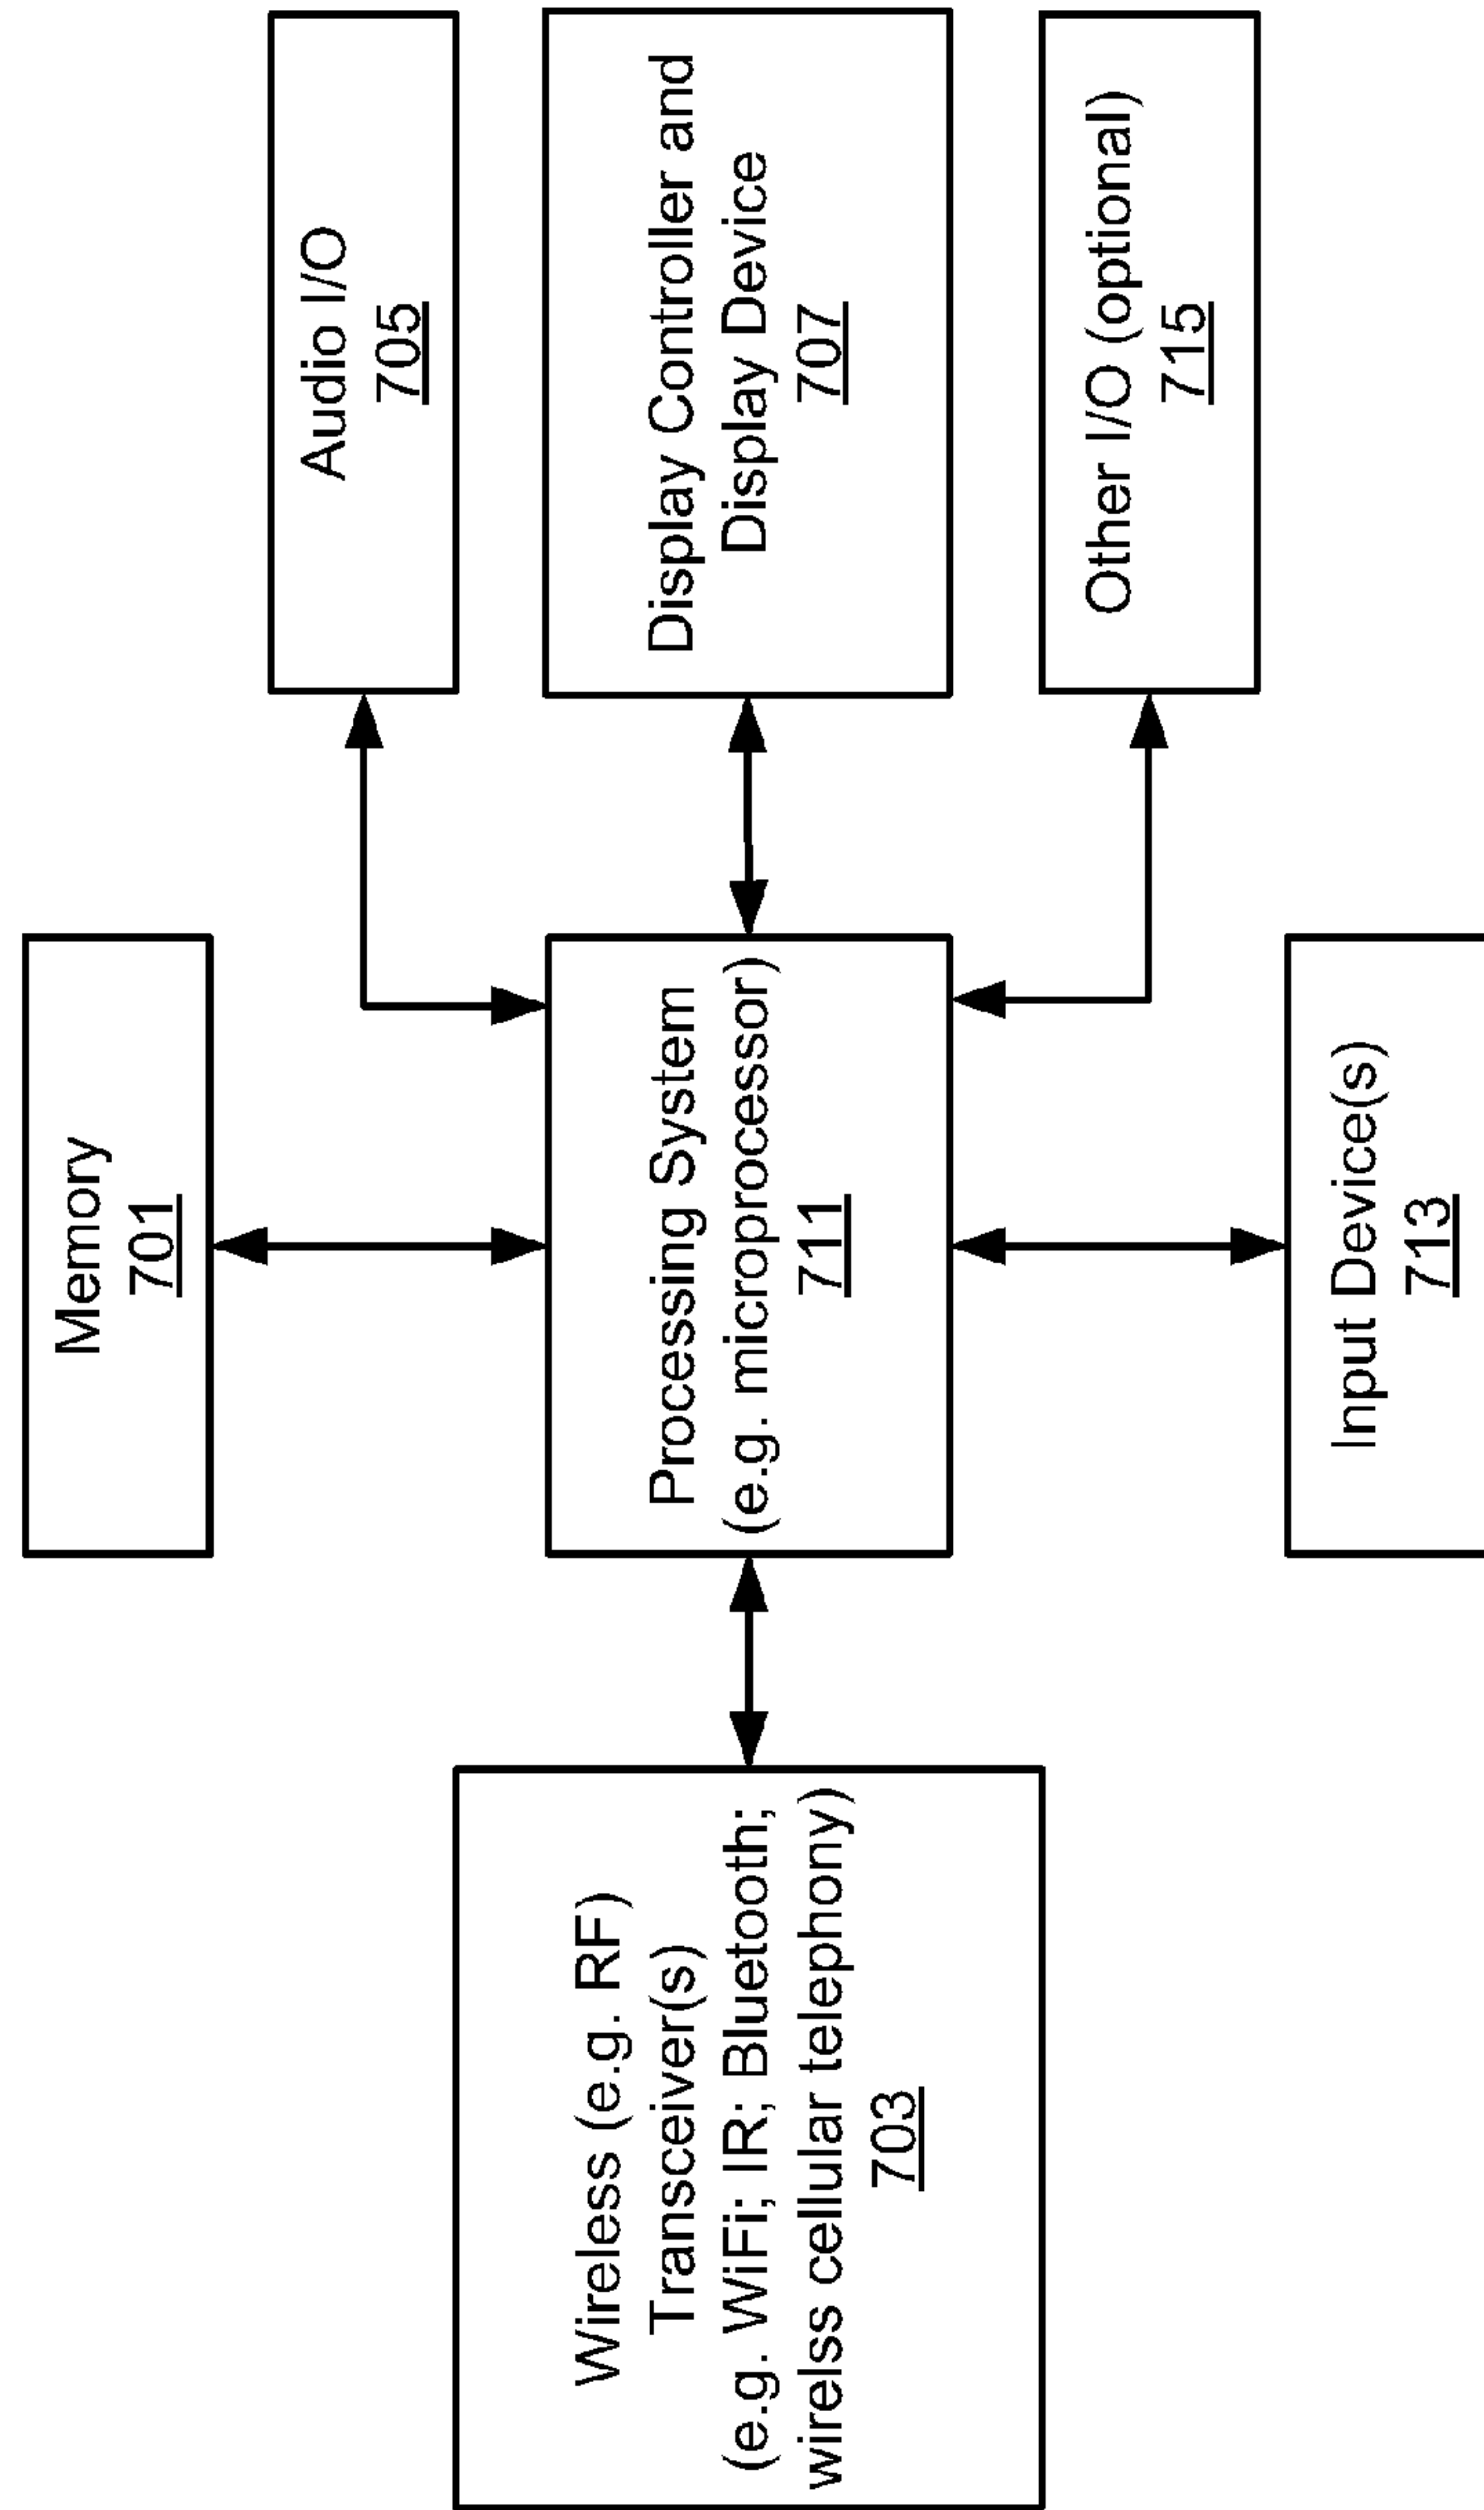 Memory
701
Audio I/O
705
Wireless (e.g. RF)
Transceiver(s)
(e.g. WiFi; IR; Bluetooth;
wirelss cellular telephony)
703
Processing System
(e.g. microprocessor)
711
Display Controller and
Display Device
707
Other I/O (optional)
715
Input Device(s)
713